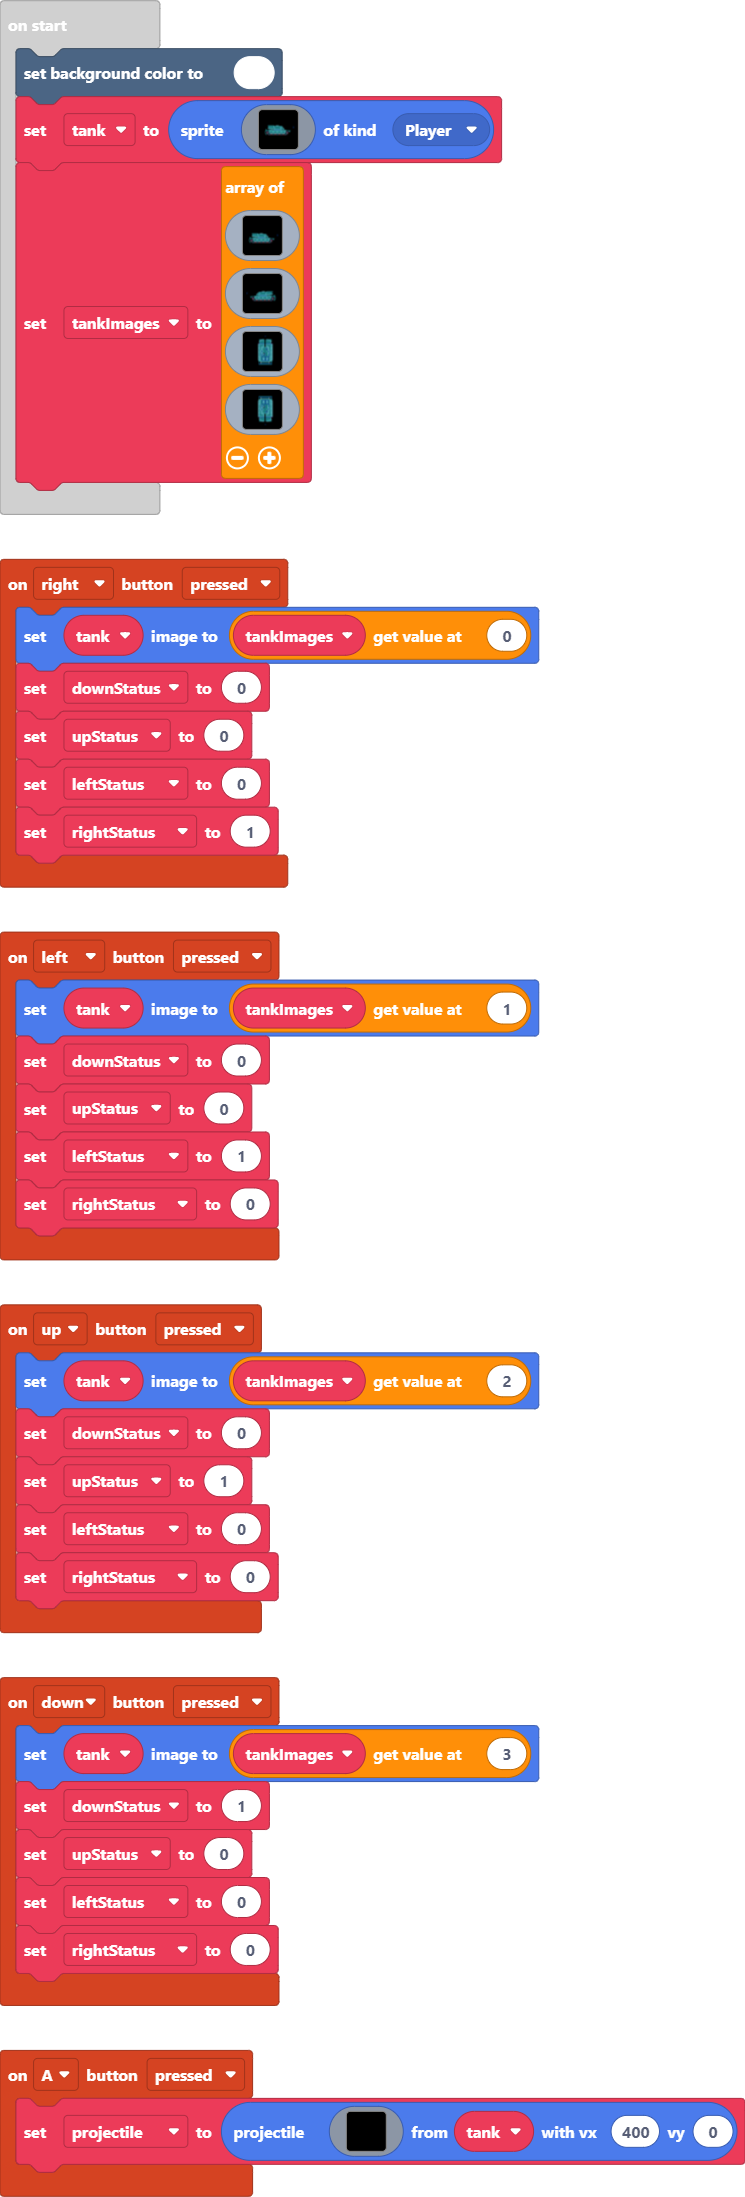 on start
set background color to
set tank to sprite of kind Player
array of
set tankImages to
on right button pressed
set tank image to tankImages get value at 0
set downStatus to 0
set upStatus to 0
set leftStatus to 0
set rightStatus to 1
on left button pressed
set tank image to tankImages get value at 1
set downStatus to 0
set upStatus to 0
set leftStatus to 1
set rightStatus to 0
on up button pressed
set tank image to tankImages get value at 2
set downStatus to 0
set upStatus to 1
set leftStatus to 0
set rightStatus to 0
on down button pressed
set tank image to tankImages get value at 3
set downStatus to 1
set upStatus to 0
set leftStatus to 0
set rightStatus to 0
on A button pressed
set projectile to projectile from tank with vx 400 vy 0